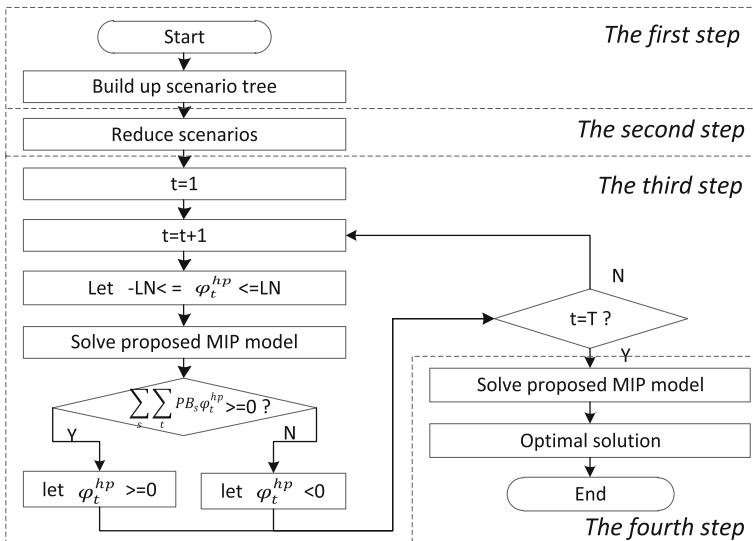 Start
The first step
Build up scenario tree
Reduce scenarios
The second step
t=1
The third step
t=t+1
Let -LN<= φ_t^{hp} <=LN
Solve proposed MIP model
∑_s ∑_t PB_s φ_t^{hp} >=0 ?
Y
N
let φ_t^{hp} >=0
let φ_t^{hp} <0
N
t=T ?
Y
Solve proposed MIP model
Optimal solution
End
The fourth step